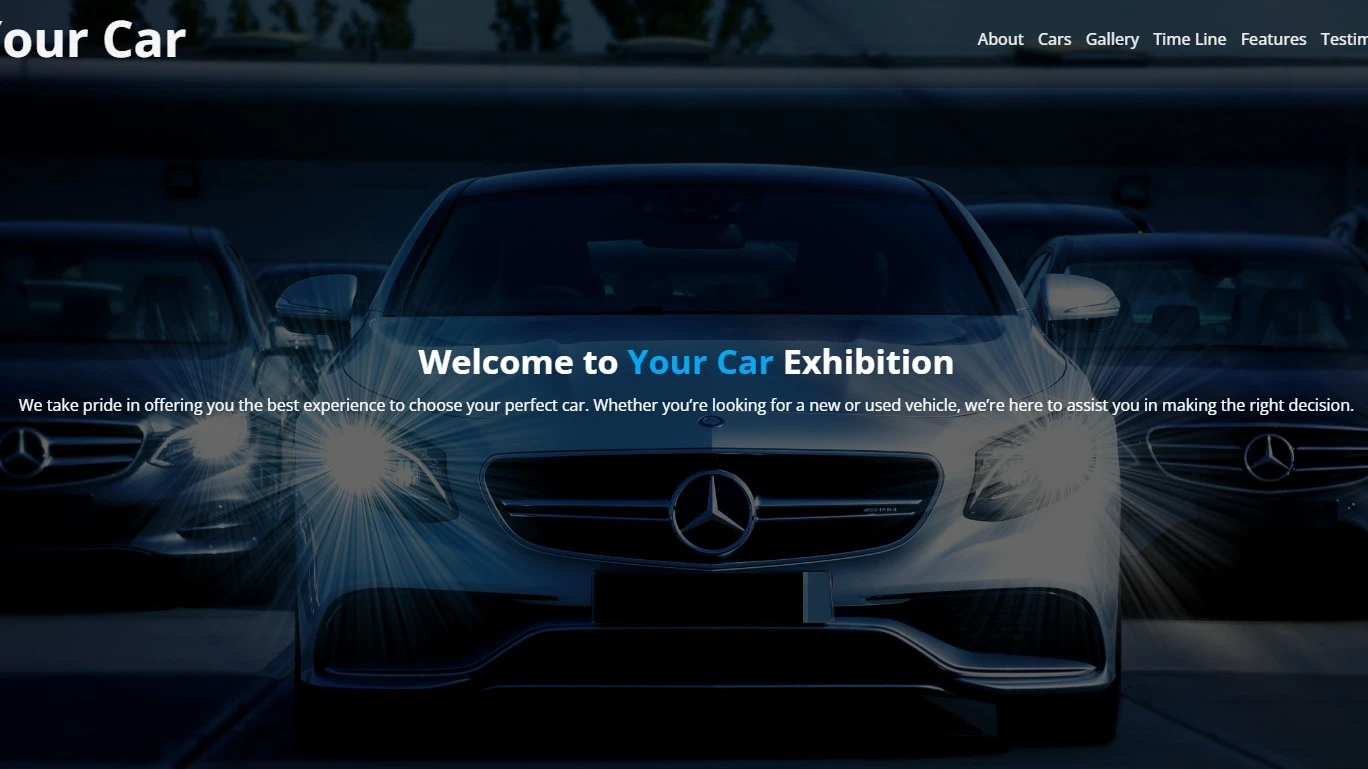 Your Car
About Cars Gallery Time Line Features Testim
Welcome to Your Car Exhibition
We take pride in offering you the best experience to choose your perfect car. Whether you’re looking for a new or used vehicle, we’re here to assist you in making the right decision.